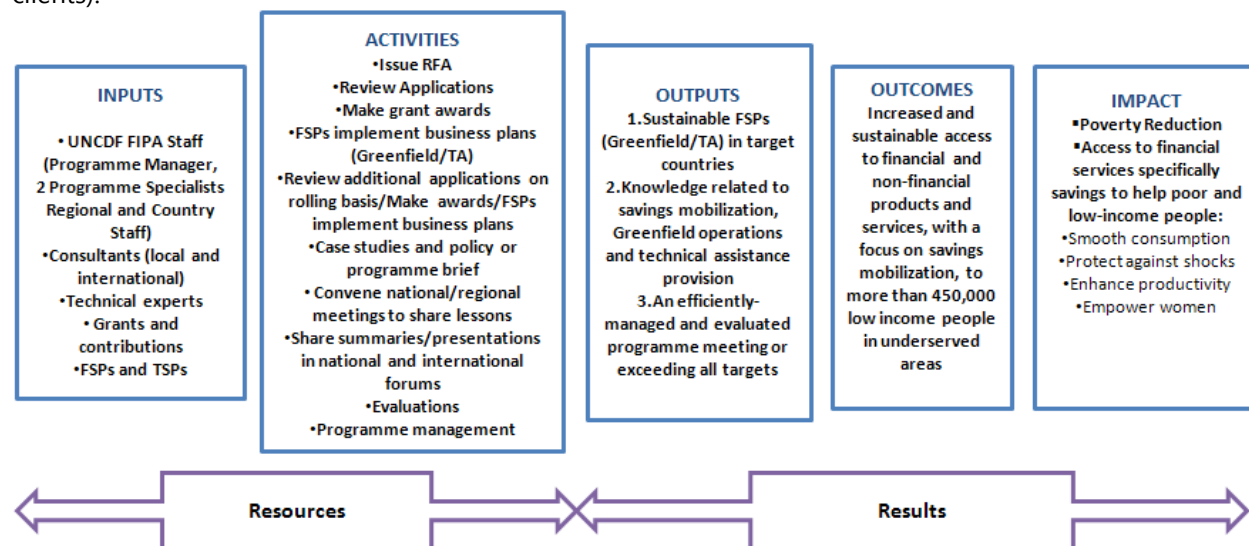 clients).
INPUTS
• UNCDF FIPA Staff
(Programme Manager,
2 Programme Specialists
Regional and Country
Staff)
•Consultants (local and
international)
•Technical experts
• Grants and
contributions
•FSPs and TSPs
ACTIVITIES
•Issue RFA
•Review Applications
•Make grant awards
•FSPs implement business plans
(Greenfield/TA)
•Review additional applications on
rolling basis/Make awards/FSPs
implement business plans
•Case studies and policy or
programme brief
• Convene national/regional
meetings to share lessons
•Share summaries/presentations
in national and international
forums
•Evaluations
•Programme management
OUTPUTS
1.Sustainable FSPs
(Greenfield/TA) in target
countries
2.Knowledge related to
savings mobilization,
Greenfield operations
and technical assistance
provision
3.An efficiently-
managed and evaluated
programme meeting or
exceeding all targets
OUTCOMES
Increased and
sustainable access
to financial and
non-financial
products and
services, with a
focus on savings
mobilization, to
more than 450,000
low income people
in underserved
areas
IMPACT
▪Poverty Reduction
▪Access to financial
services specifically
savings to help poor and
low-income people:
•Smooth consumption
•Protect against shocks
•Enhance productivity
•Empower women
Resources
Results